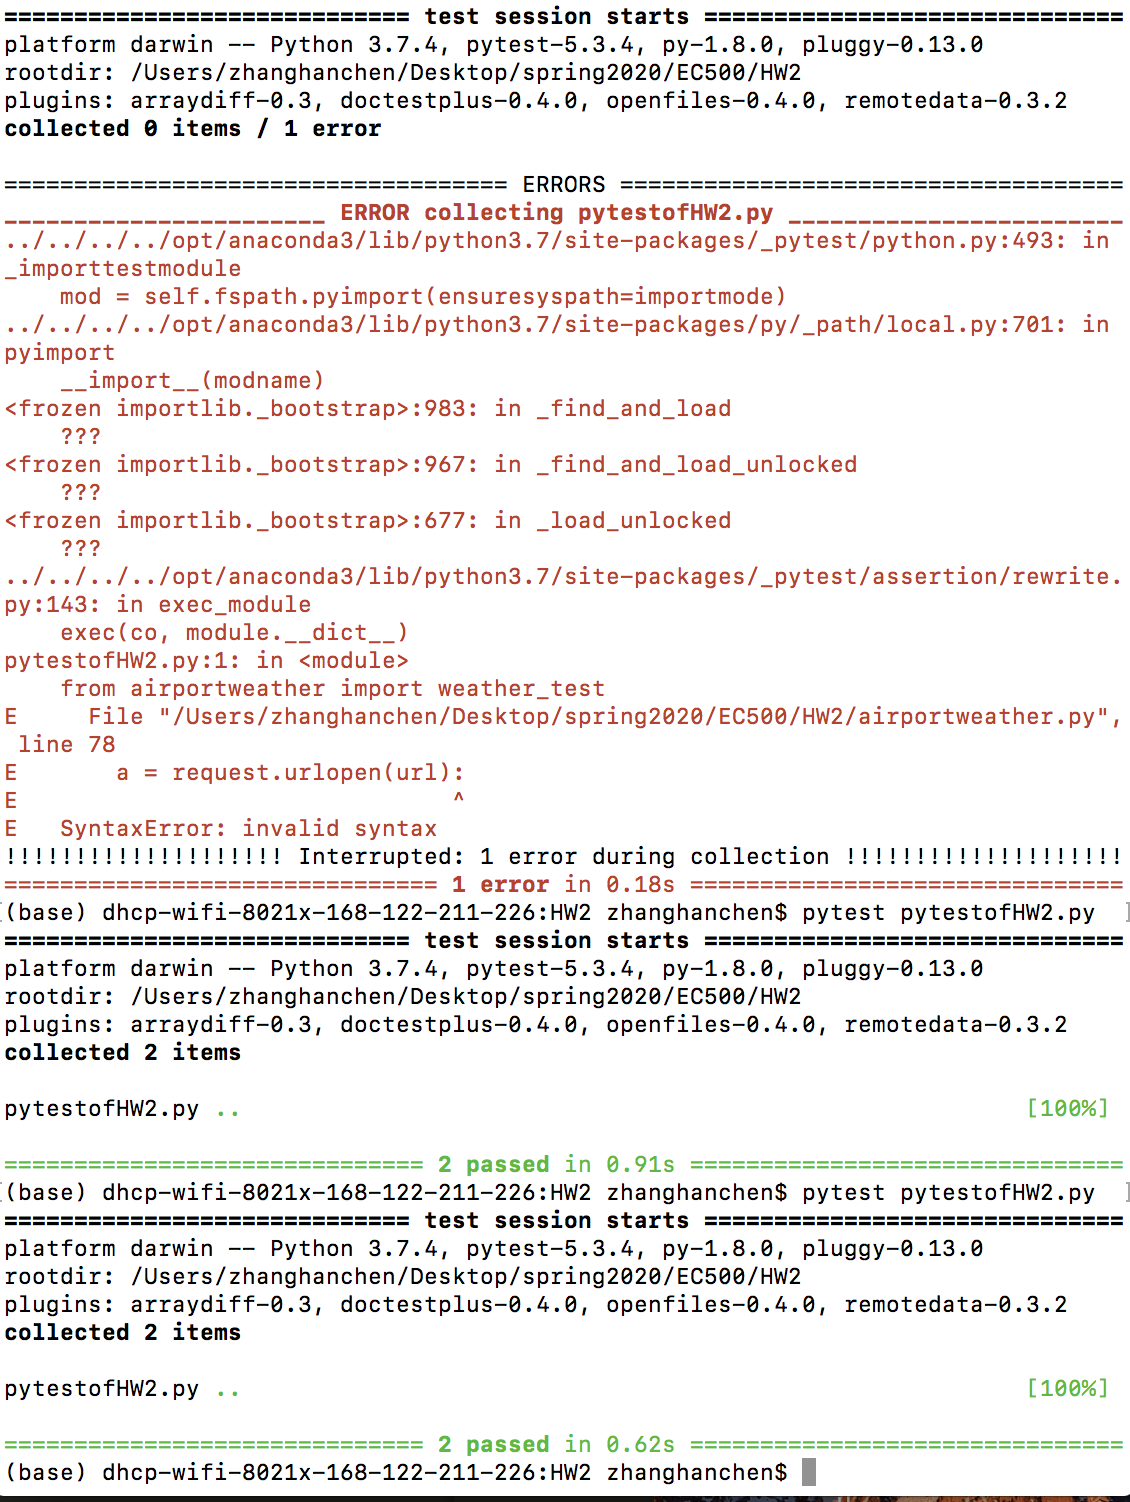 ============================= test session starts ==============================
platform darwin -- Python 3.7.4, pytest-5.3.4, py-1.8.0, pluggy-0.13.0
rootdir: /Users/zhanghanchen/Desktop/spring2020/EC500/HW2
plugins: arraydiff-0.3, doctestplus-0.4.0, openfiles-0.4.0, remotedata-0.3.2
collected 0 items / 1 error

==================================== ERRORS ====================================
_______________________ ERROR collecting pytestofHW2.py ________________________
../../../../opt/anaconda3/lib/python3.7/site-packages/_pytest/python.py:493: in
_importtestmodule
    mod = self.fspath.pyimport(ensuresyspath=importmode)
../../../../opt/anaconda3/lib/python3.7/site-packages/py/_path/local.py:701: in
pyimport
    __import__(modname)
<frozen importlib._bootstrap>:983: in _find_and_load
    ???
<frozen importlib._bootstrap>:967: in _find_and_load_unlocked
    ???
<frozen importlib._bootstrap>:677: in _load_unlocked
    ???
../../../../opt/anaconda3/lib/python3.7/site-packages/_pytest/assertion/rewrite.
py:143: in exec_module
    exec(co, module.__dict__)
pytestofHW2.py:1: in <module>
    from airportweather import weather_test
E     File "/Users/zhanghanchen/Desktop/spring2020/EC500/HW2/airportweather.py",
 line 78
E       a = request.urlopen(url):
E                               ^
E   SyntaxError: invalid syntax
!!!!!!!!!!!!!!!!!!!! Interrupted: 1 error during collection !!!!!!!!!!!!!!!!!!!!
=============================== 1 error in 0.18s ===============================
(base) dhcp-wifi-8021x-168-122-211-226:HW2 zhanghanchen$ pytest pytestofHW2.py
============================= test session starts ==============================
platform darwin -- Python 3.7.4, pytest-5.3.4, py-1.8.0, pluggy-0.13.0
rootdir: /Users/zhanghanchen/Desktop/spring2020/EC500/HW2
plugins: arraydiff-0.3, doctestplus-0.4.0, openfiles-0.4.0, remotedata-0.3.2
collected 2 items

pytestofHW2.py ..                                                        [100%]

============================== 2 passed in 0.91s ===============================
(base) dhcp-wifi-8021x-168-122-211-226:HW2 zhanghanchen$ pytest pytestofHW2.py
============================= test session starts ==============================
platform darwin -- Python 3.7.4, pytest-5.3.4, py-1.8.0, pluggy-0.13.0
rootdir: /Users/zhanghanchen/Desktop/spring2020/EC500/HW2
plugins: arraydiff-0.3, doctestplus-0.4.0, openfiles-0.4.0, remotedata-0.3.2
collected 2 items

pytestofHW2.py ..                                                        [100%]

============================== 2 passed in 0.62s ===============================
(base) dhcp-wifi-8021x-168-122-211-226:HW2 zhanghanchen$